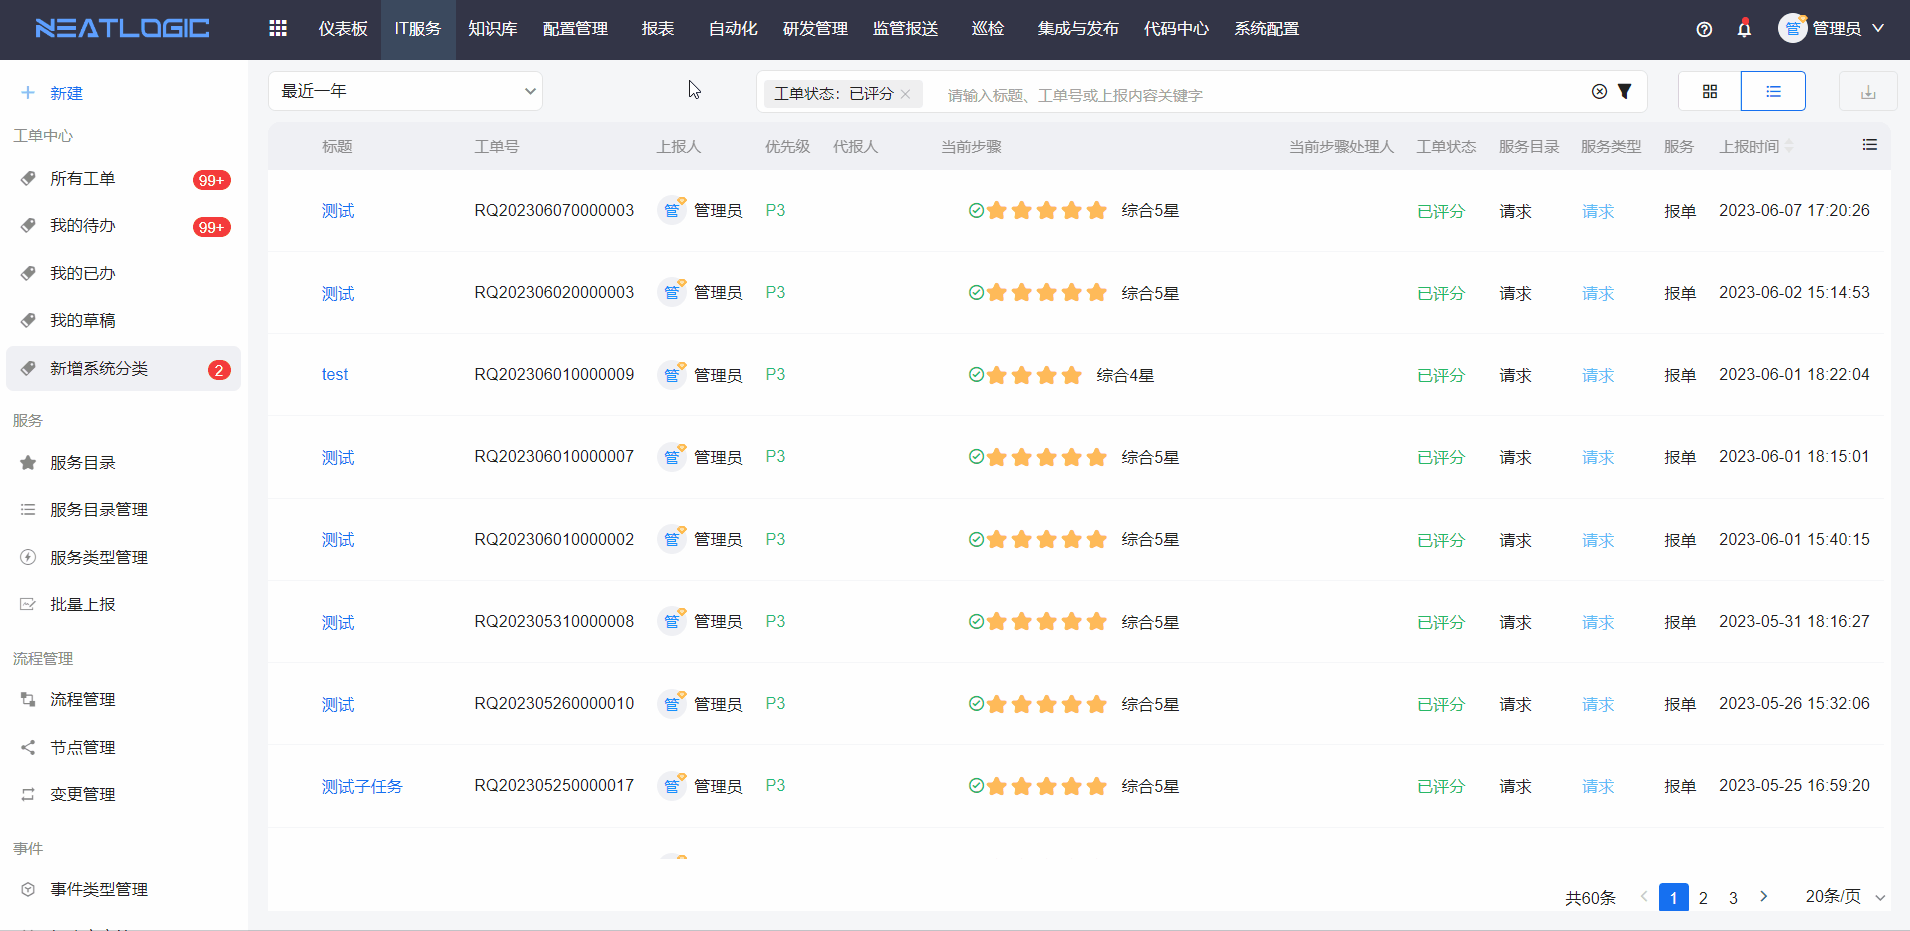 NEATLOGIC 仪表板 IT服务 知识库 配置管理 报表 自动化 研发管理 监管报送 巡检 集成与发布 代码中心 系统配置 管 管理员
新建
工单中心
所有工单 99+
我的待办 99+
我的已办
我的草稿
新增系统分类 2
服务
服务目录
服务目录管理
服务类型管理
批量上报
流程管理
流程管理
节点管理
变更管理
事件
事件类型管理
最近一年 工单状态：已评分 请输入标题、工单号或上报内容关键字
标题 工单号 上报人 优先级 代报人 当前步骤 当前步骤处理人 工单状态 服务目录 服务类型 服务 上报时间
测试 RQ202306070000003 管 管理员 P3 综合5星 已评分 请求 请求 报单 2023-06-07 17:20:26
测试 RQ202306020000003 管 管理员 P3 综合5星 已评分 请求 请求 报单 2023-06-02 15:14:53
test RQ202306010000009 管 管理员 P3 综合4星 已评分 请求 请求 报单 2023-06-01 18:22:04
测试 RQ202306010000007 管 管理员 P3 综合5星 已评分 请求 请求 报单 2023-06-01 18:15:01
测试 RQ202306010000002 管 管理员 P3 综合5星 已评分 请求 请求 报单 2023-06-01 15:40:15
测试 RQ202305310000008 管 管理员 P3 综合5星 已评分 请求 请求 报单 2023-05-31 18:16:27
测试 RQ202305260000010 管 管理员 P3 综合5星 已评分 请求 请求 报单 2023-05-26 15:32:06
测试子任务 RQ202305250000017 管 管理员 P3 综合5星 已评分 请求 请求 报单 2023-05-25 16:59:20
共60条 1 2 3 20条/页